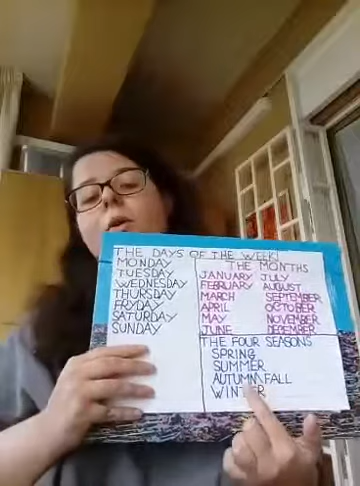 THE DAYS OF THE WEEK
MONDAY
TUESDAY
WEDNESDAY
THURSDAY
FRYDAY
SATURDAY
SUNDAY
THE MONTHS
JANUARY JULY
FEBRUARY AUGUST
MARCH SEPTEMBER
APRIL OCTOBER
MAY NOVEMBER
JUNE DECEMBER
THE FOUR SEASONS
SPRING
SUMMER
AUTUMN FALL
WINTER